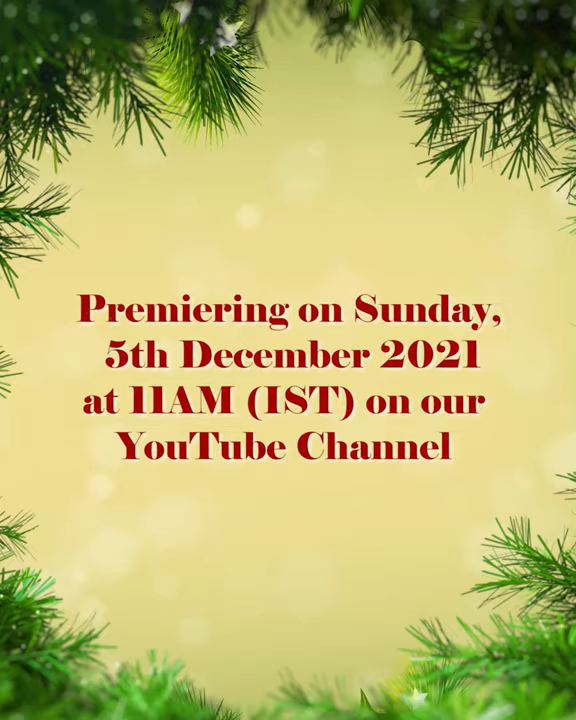 Premiering on Sunday,
5th December 2021
at 11AM (IST) on our
YouTube Channel